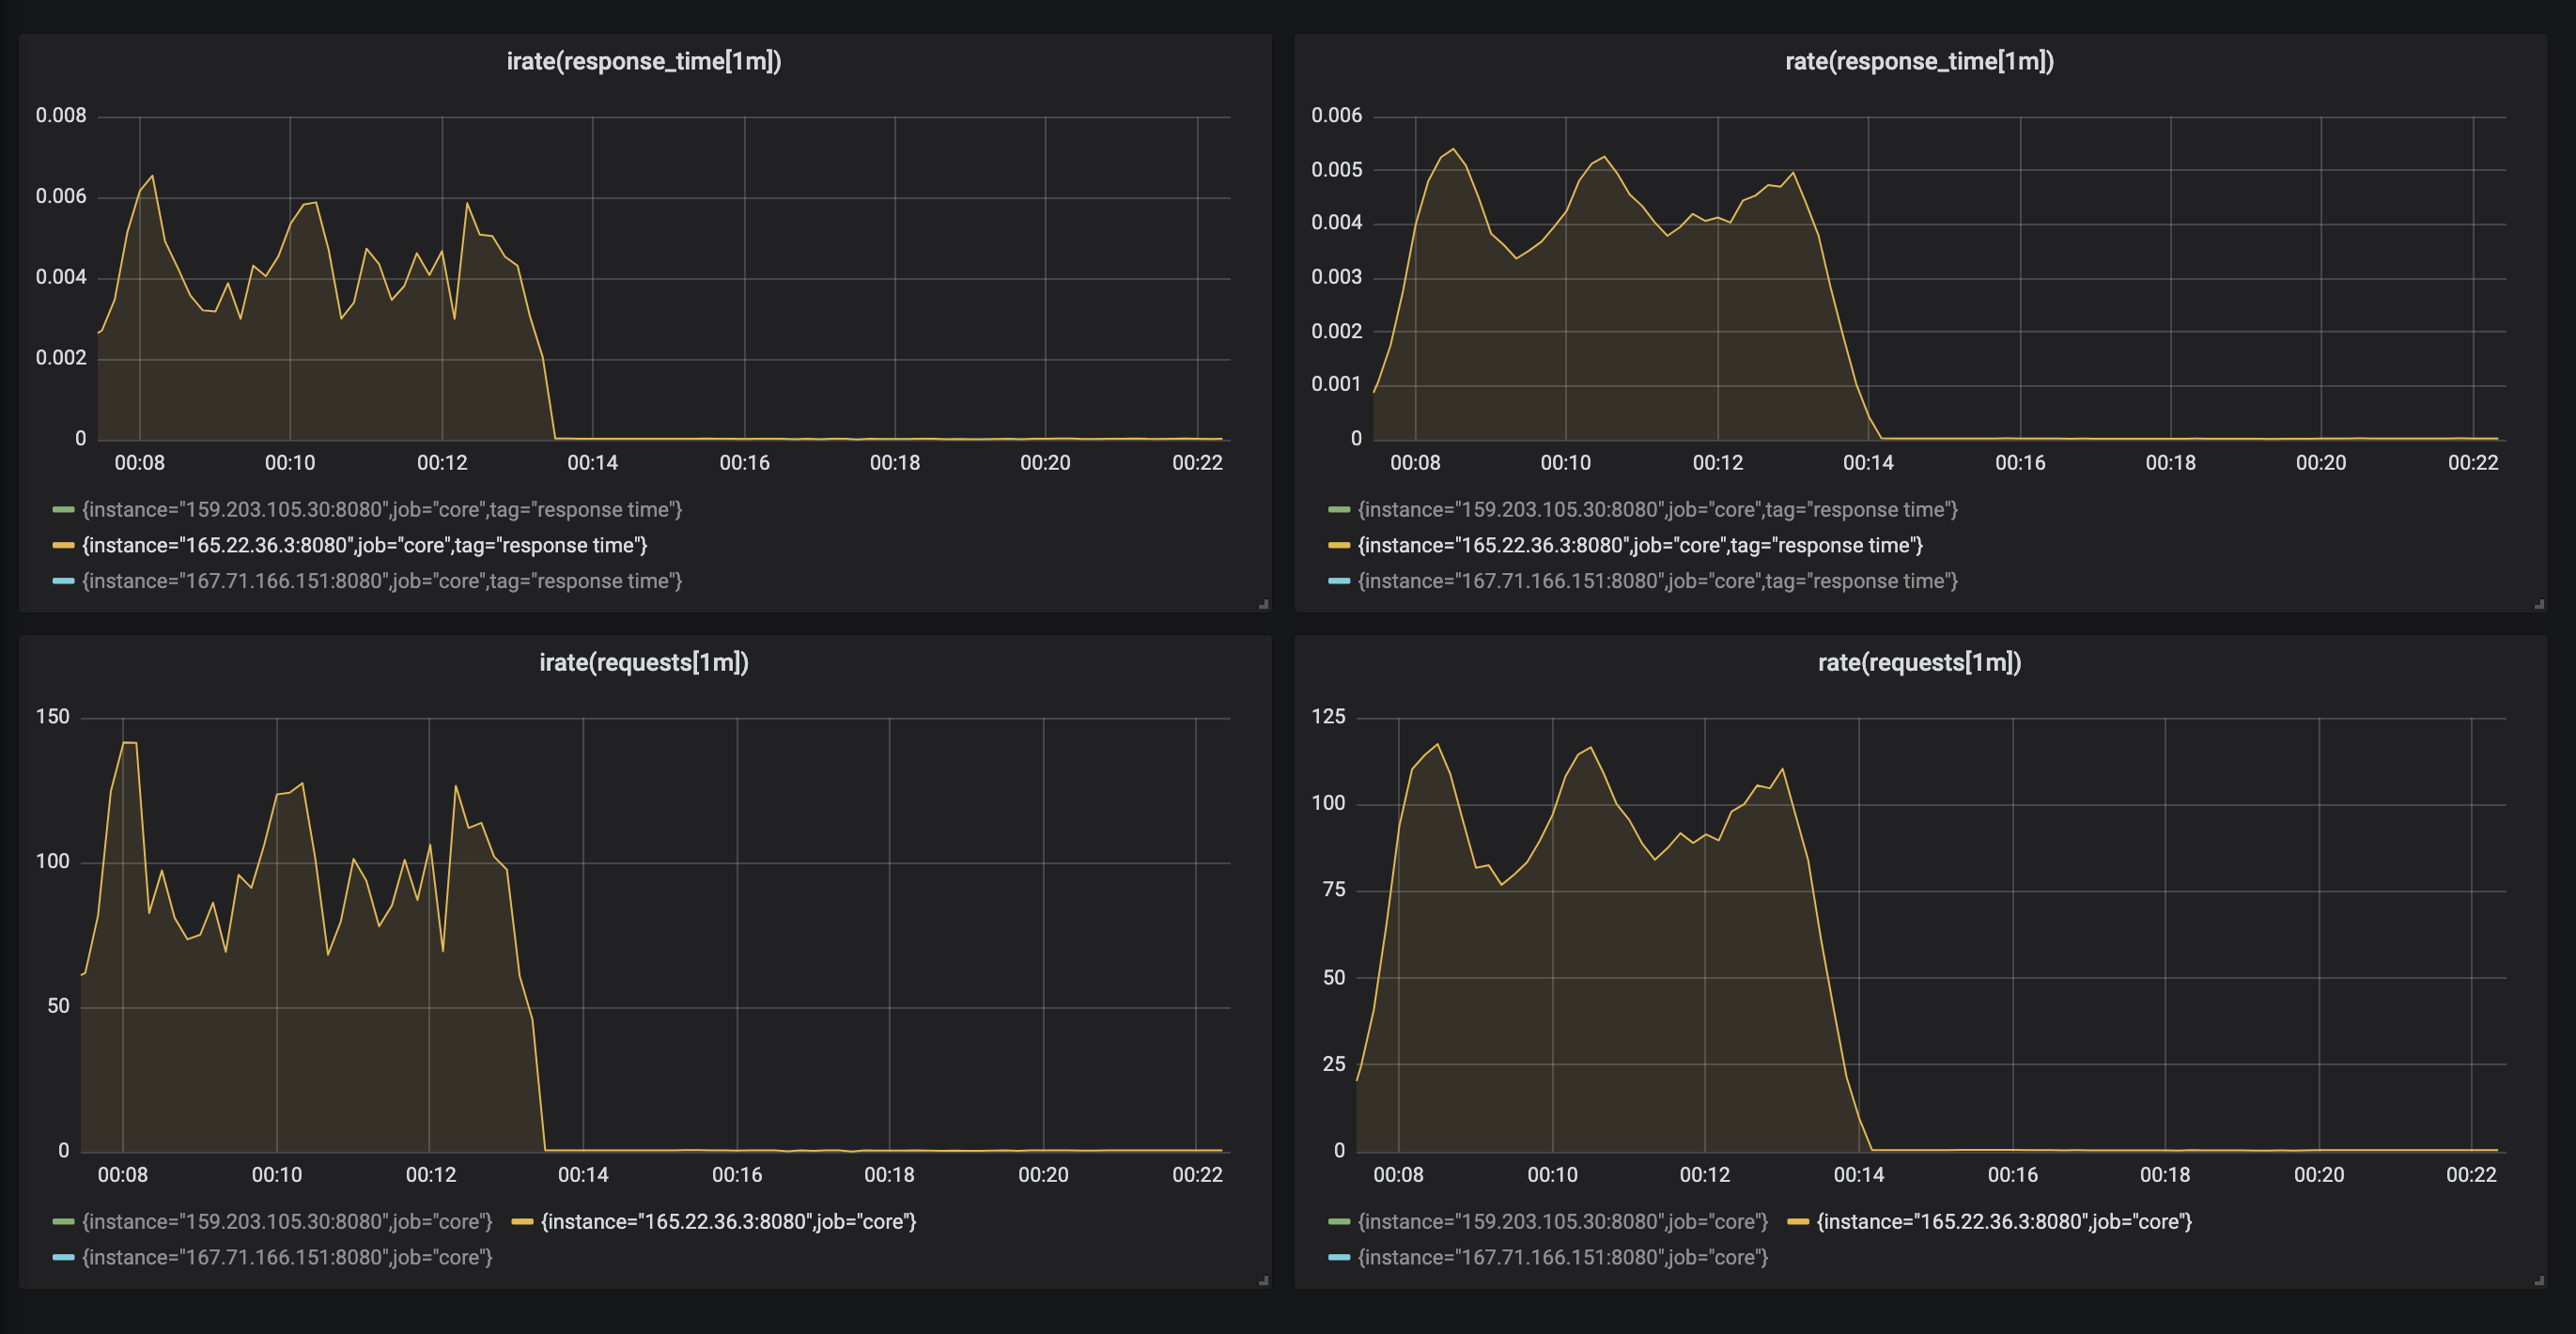 irate(response_time[1m])
0.008
0.006
0.004
0.002
0
00:08 00:10 00:12 00:14 00:16 00:18 00:20 00:22
{instance="159.203.105.30:8080",job="core",tag="response time"}
{instance="165.22.36.3:8080",job="core",tag="response time"}
{instance="167.71.166.151:8080",job="core",tag="response time"}
rate(response_time[1m])
0.006
0.005
0.004
0.003
0.002
0.001
0
00:08 00:10 00:12 00:14 00:16 00:18 00:20 00:22
{instance="159.203.105.30:8080",job="core",tag="response time"}
{instance="165.22.36.3:8080",job="core",tag="response time"}
{instance="167.71.166.151:8080",job="core",tag="response time"}
irate(requests[1m])
150
100
50
0
00:08 00:10 00:12 00:14 00:16 00:18 00:20 00:22
{instance="159.203.105.30:8080",job="core"} {instance="165.22.36.3:8080",job="core"}
{instance="167.71.166.151:8080",job="core"}
rate(requests[1m])
125
100
75
50
25
0
00:08 00:10 00:12 00:14 00:16 00:18 00:20 00:22
{instance="159.203.105.30:8080",job="core"} {instance="165.22.36.3:8080",job="core"}
{instance="167.71.166.151:8080",job="core"}